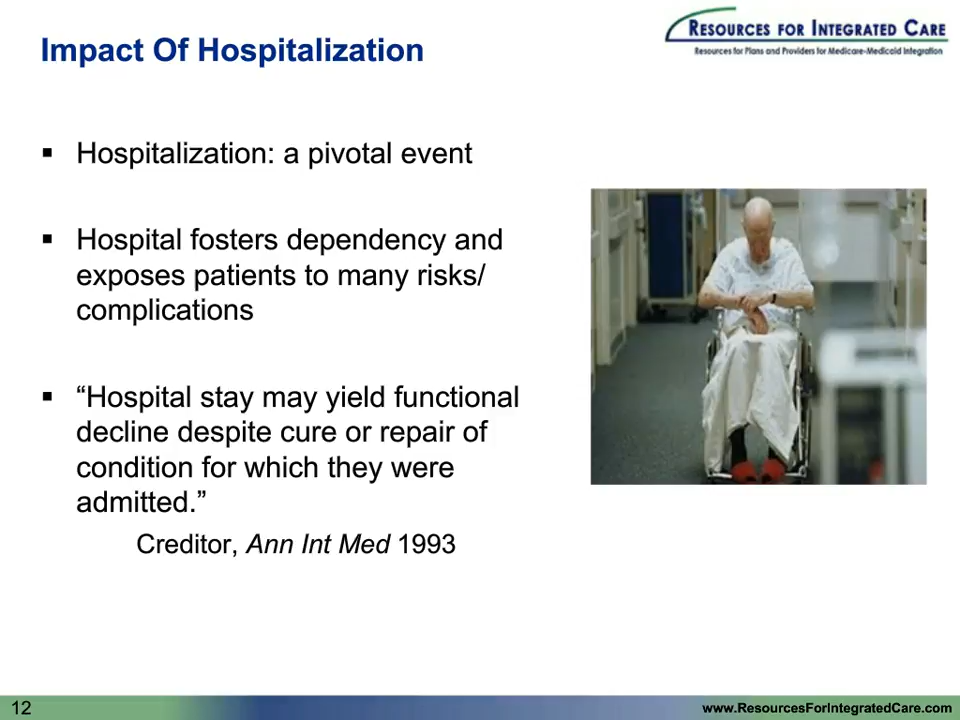 Impact Of Hospitalization
RESOURCES FOR INTEGRATED CARE
Resources for Plans and Providers for Medicare-Medicaid Integration
▪ Hospitalization: a pivotal event
▪ Hospital fosters dependency and
exposes patients to many risks/
complications
▪ “Hospital stay may yield functional
decline despite cure or repair of
condition for which they were
admitted.”
Creditor, Ann Int Med 1993
12
www.ResourcesForIntegratedCare.com